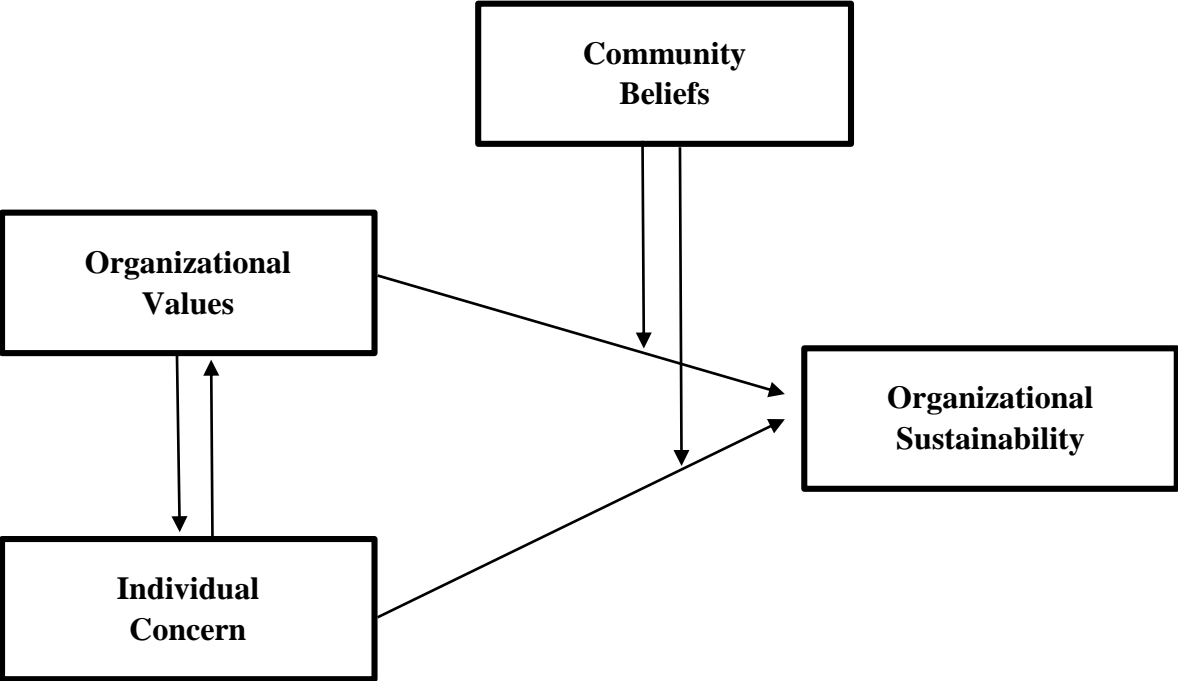 Community
Beliefs
Organizational
Values
Organizational
Sustainability
Individual
Concern